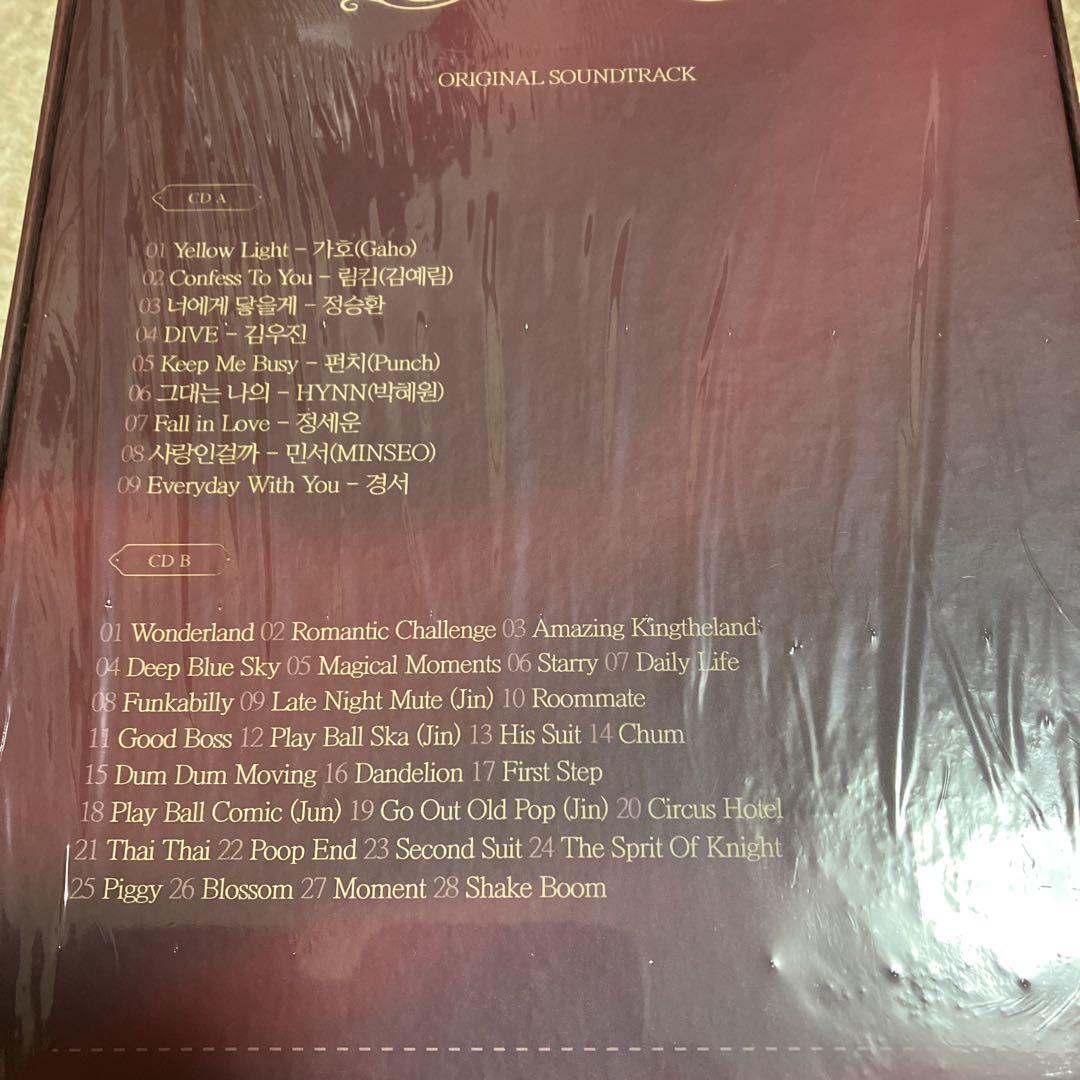 ORIGINAL SOUNDTRACK
CD A
01 Yellow Light – 가호(Gaho)
02 Confess To You – 림킴(김예림)
03 너에게 닿을게 – 정승환
04 DIVE – 김우진
05 Keep Me Busy – 펀치(Punch)
06 그대는 나의 – HYNN(박혜원)
07 Fall in Love – 정세운
08 사랑인걸까 – 민서(MINSEO)
09 Everyday With You – 경서
CD B
01 Wonderland 02 Romantic Challenge 03 Amazing Kingtheland
04 Deep Blue Sky 05 Magical Moments 06 Starry 07 Daily Life
08 Funkabilly 09 Late Night Mute (Jin) 10 Roommate
11 Good Boss 12 Play Ball Ska (Jin) 13 His Suit 14 Chum
15 Dum Dum Moving 16 Dandelion 17 First Step
18 Play Ball Comic (Jun) 19 Go Out Old Pop (Jin) 20 Circus Hotel
21 Thai Thai 22 Poop End 23 Second Suit 24 The Sprit Of Knight
25 Piggy 26 Blossom 27 Moment 28 Shake Boom